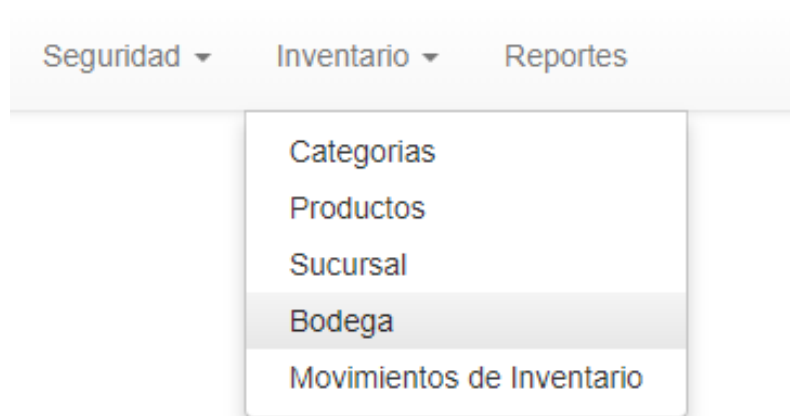 Seguridad Inventario Reportes
Categorias
Productos
Sucursal
Bodega
Movimientos de Inventario